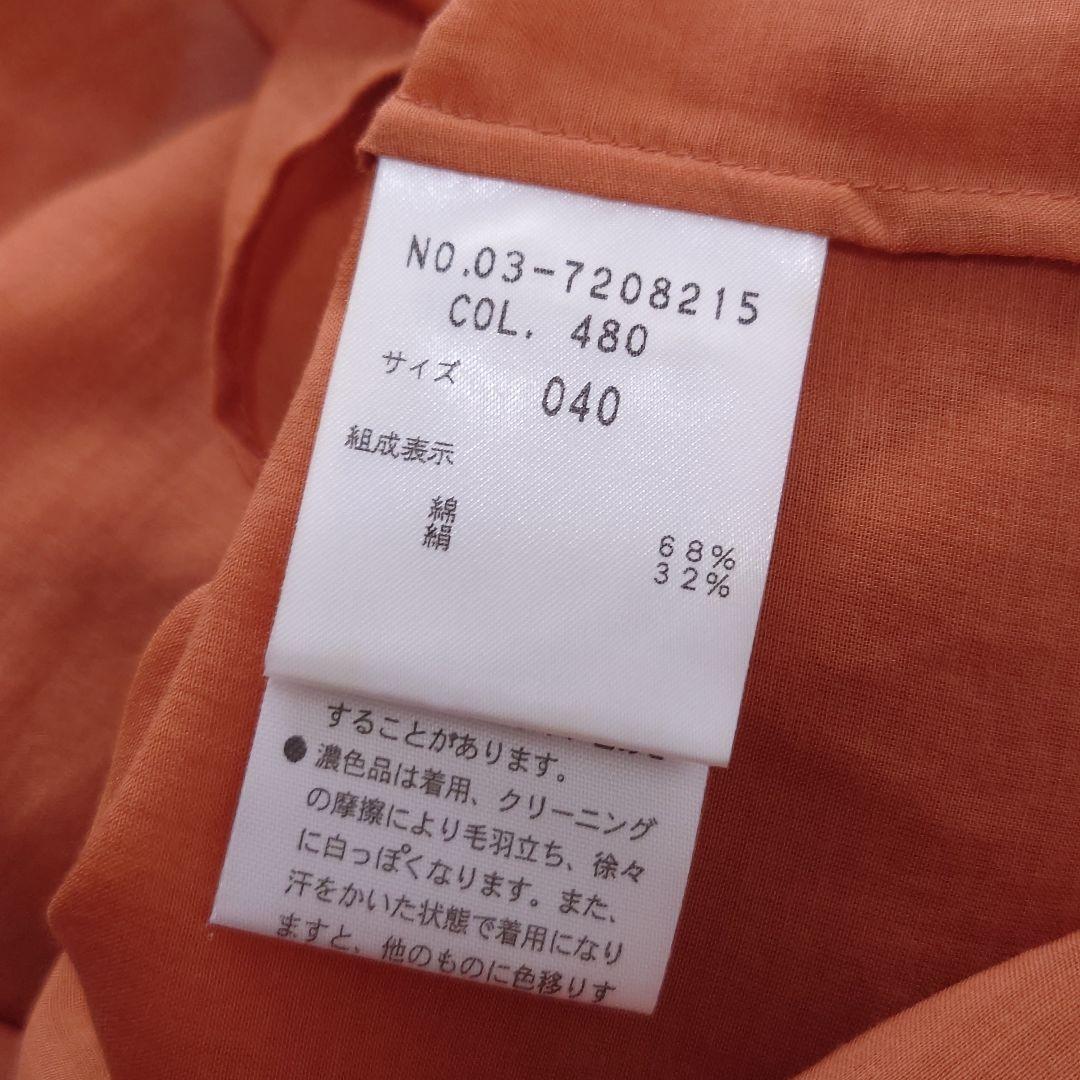 NO.03-7208215
COL. 480
サイズ 040
組成表示
綿 68%
絹 32%
することがあります。
●濃色品は着用、クリーニング
の摩擦により毛羽立ち、徐々
に白っぽくなります。また、
汗をかいた状態で着用になり
ますと、他のものに色移りす